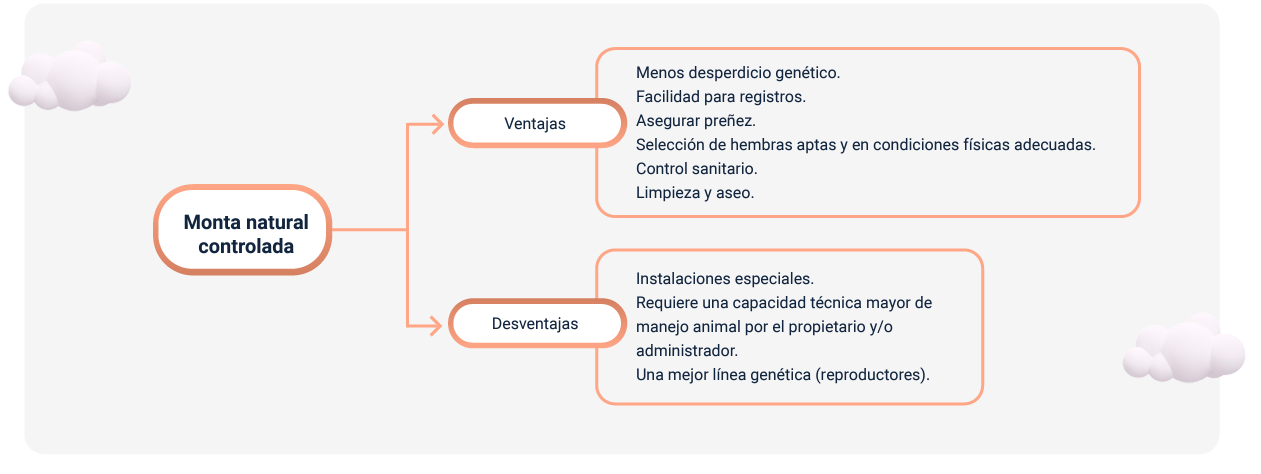 Monta natural
controlada
Ventajas
Menos desperdicio genético.
Facilidad para registros.
Asegurar preñez.
Selección de hembras aptas y en condiciones físicas adecuadas.
Control sanitario.
Limpieza y aseo.
Desventajas
Instalaciones especiales.
Requiere una capacidad técnica mayor de
manejo animal por el propietario y/o
administrador.
Una mejor línea genética (reproductores).